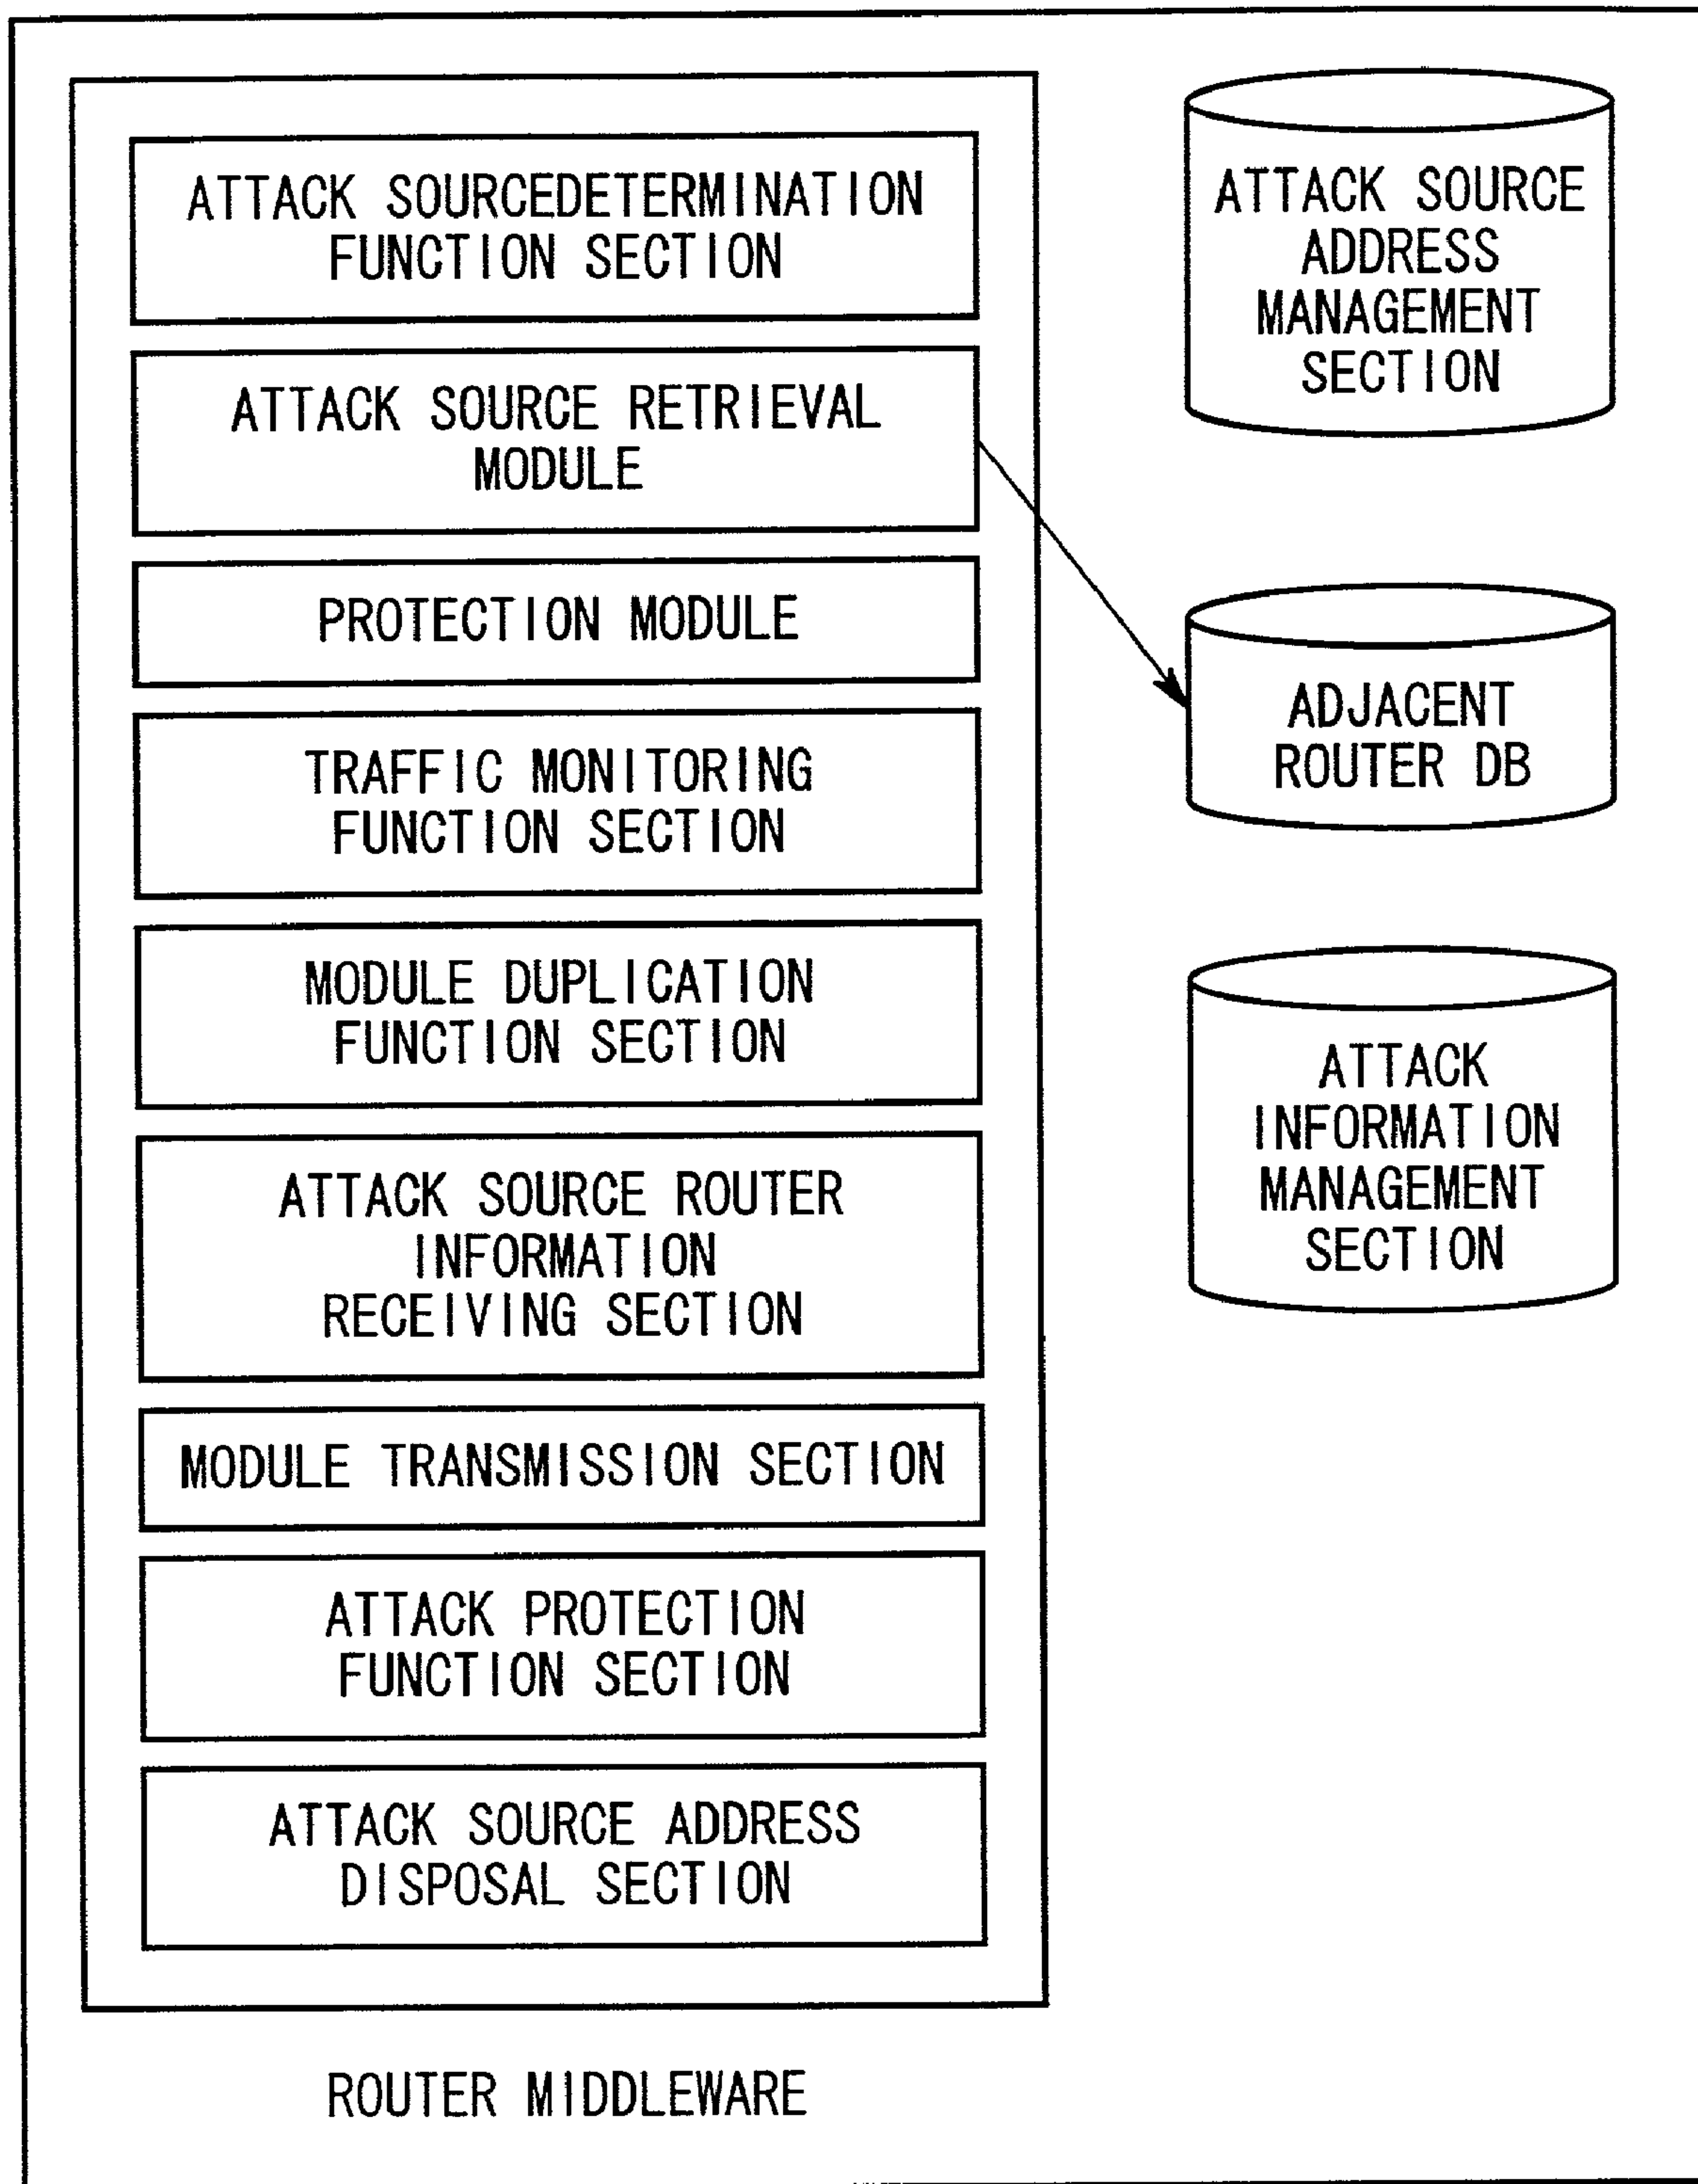 ATTACK SOURCEDETERMINATION
FUNCTION SECTION
ATTACK SOURCE RETRIEVAL
MODULE
PROTECTION MODULE
TRAFFIC MONITORING
FUNCTION SECTION
MODULE DUPLICATION
FUNCTION SECTION
ATTACK SOURCE ROUTER
INFORMATION
RECEIVING SECTION
MODULE TRANSMISSION SECTION
ATTACK PROTECTION
FUNCTION SECTION
ATTACK SOURCE ADDRESS
DISPOSAL SECTION
ROUTER MIDDLEWARE
ATTACK SOURCE
ADDRESS
MANAGEMENT
SECTION
ADJACENT
ROUTER DB
ATTACK
INFORMATION
MANAGEMENT
SECTION